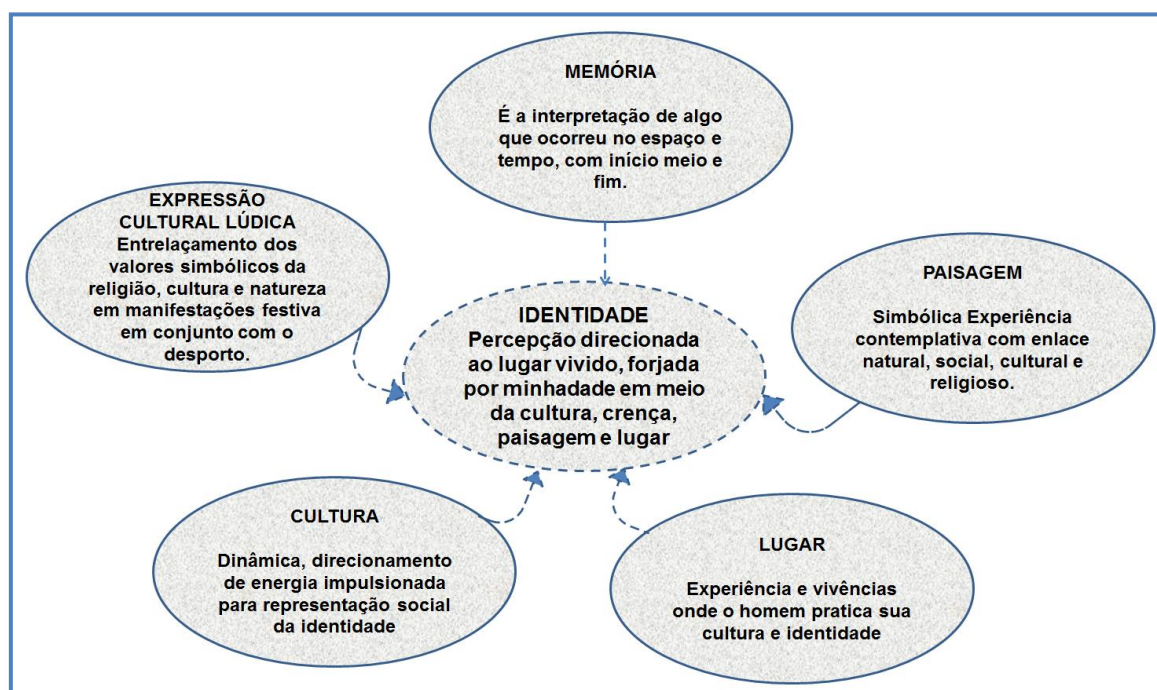 MEMÓRIA
É a interpretação de algo
que ocorreu no espaço e
tempo, com início meio e
fim.
EXPRESSÃO
CULTURAL LÚDICA
Entrelaçamento dos
valores simbólicos da
religião, cultura e natureza
em manifestações festiva
em conjunto com o
desporto.
PAISAGEM
Simbólica Experiência
contemplativa com enlace
natural, social, cultural e
religioso.
IDENTIDADE
Percepção direcionada
ao lugar vivido, forjada
por minhadade em meio
da cultura, crença,
paisagem e lugar
CULTURA
Dinâmica, direcionamento
de energia impulsionada
para representação social
da identidade
LUGAR
Experiência e vivências
onde o homem pratica sua
cultura e identidade